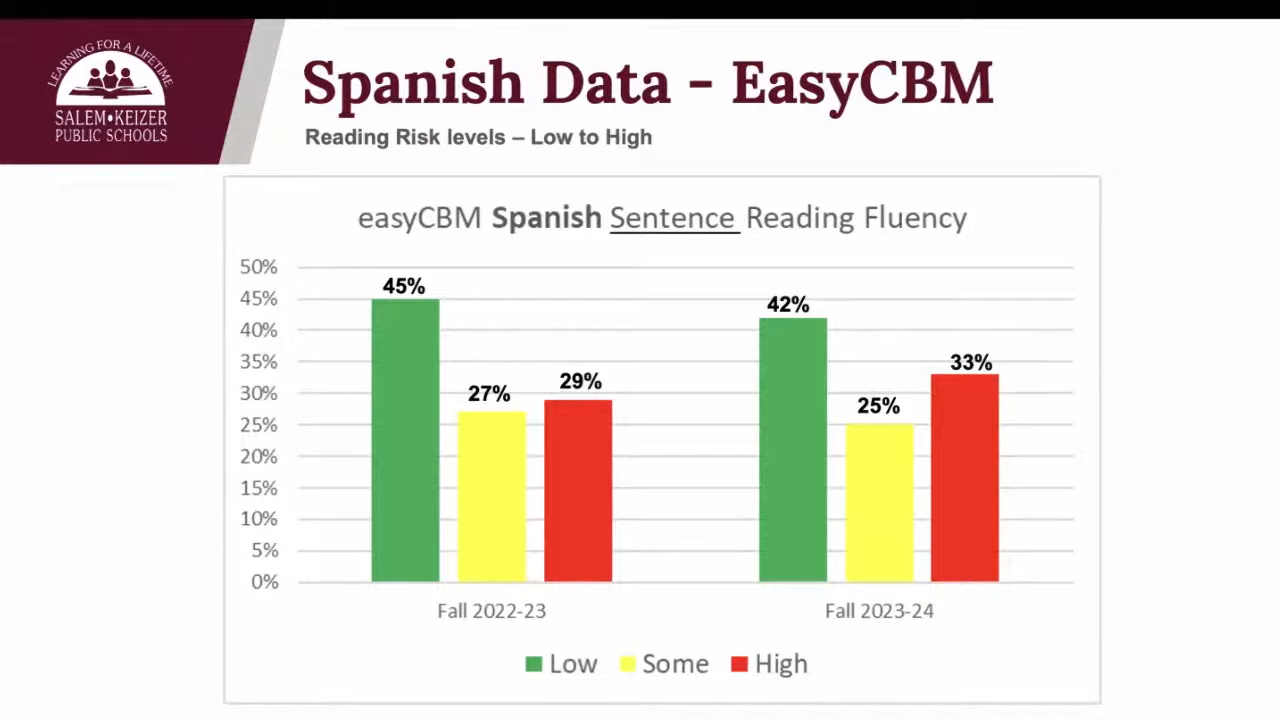 LEARNING FOR A LIFETIME
SALEM•KEIZER
PUBLIC SCHOOLS
Spanish Data - EasyCBM
Reading Risk levels – Low to High
easyCBM Spanish Sentence Reading Fluency
50%
45%
40%
35%
30%
25%
20%
15%
10%
5%
0%
45%
27%
29%
42%
25%
33%
Fall 2022-23
Fall 2023-24
Low
Some
High